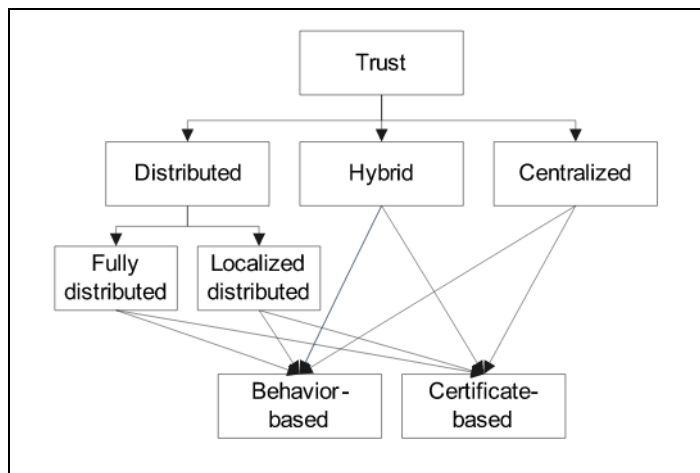 Trust
Distributed
Hybrid
Centralized
Fully
distributed
Localized
distributed
Behavior-
based
Certificate-
based